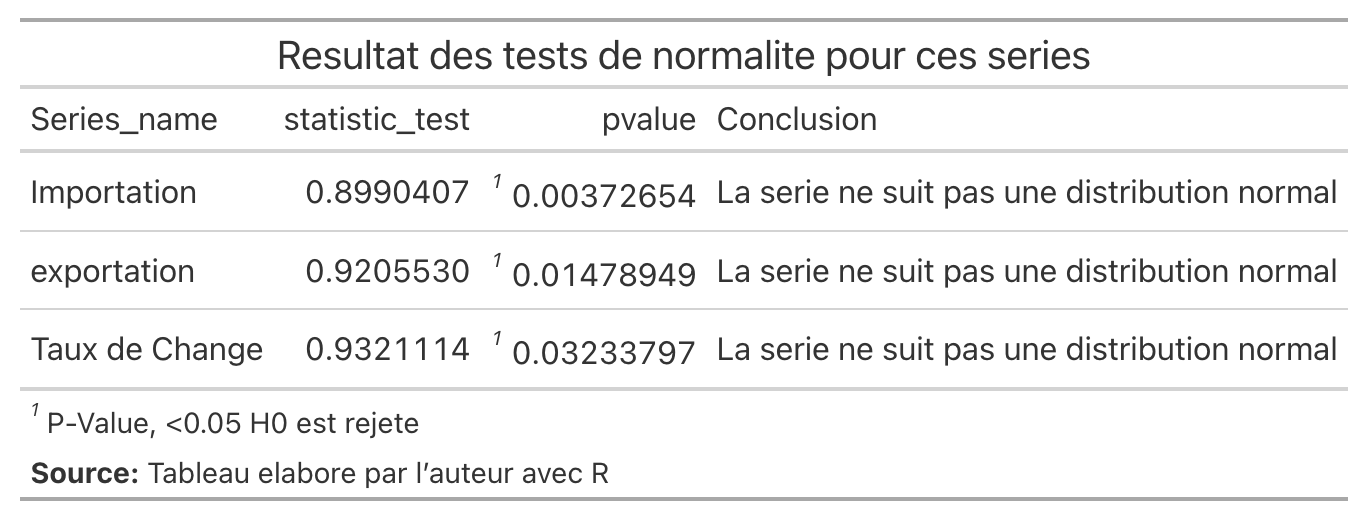 Resultat des tests de normalite pour ces series
Series_name statistic_test pvalue Conclusion
Importation 0.8990407 1 0.00372654 La serie ne suit pas une distribution normal
exportation 0.9205530 1 0.01478949 La serie ne suit pas une distribution normal
Taux de Change 0.9321114 1 0.03233797 La serie ne suit pas une distribution normal
1 P-Value, <0.05 H0 est rejete
Source: Tableau elabore par l’auteur avec R